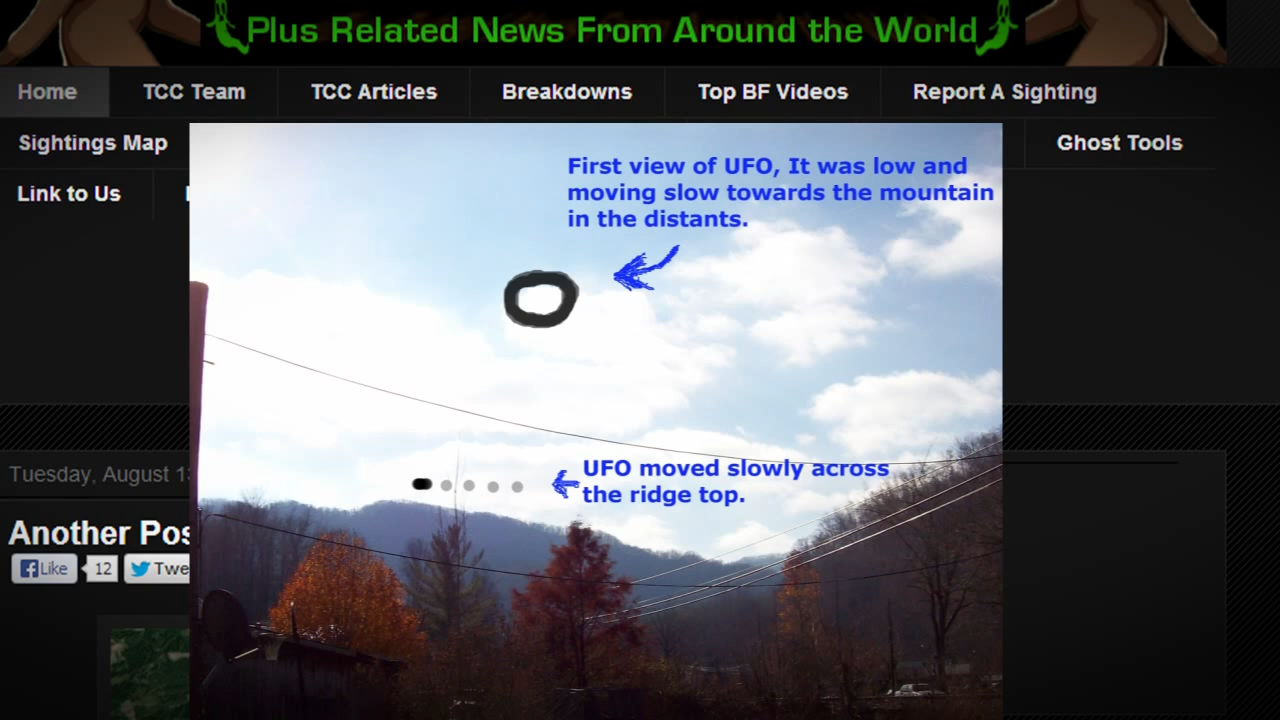 Plus Related News From Around the World
Home TCC Team TCC Articles Breakdowns Top BF Videos Report A Sighting
Sightings Map Ghost Tools
Link to Us
First view of UFO, It was low and
moving slow towards the mountain
in the distants.
UFO moved slowly across
the ridge top.
Tuesday, August
Another
Like 12